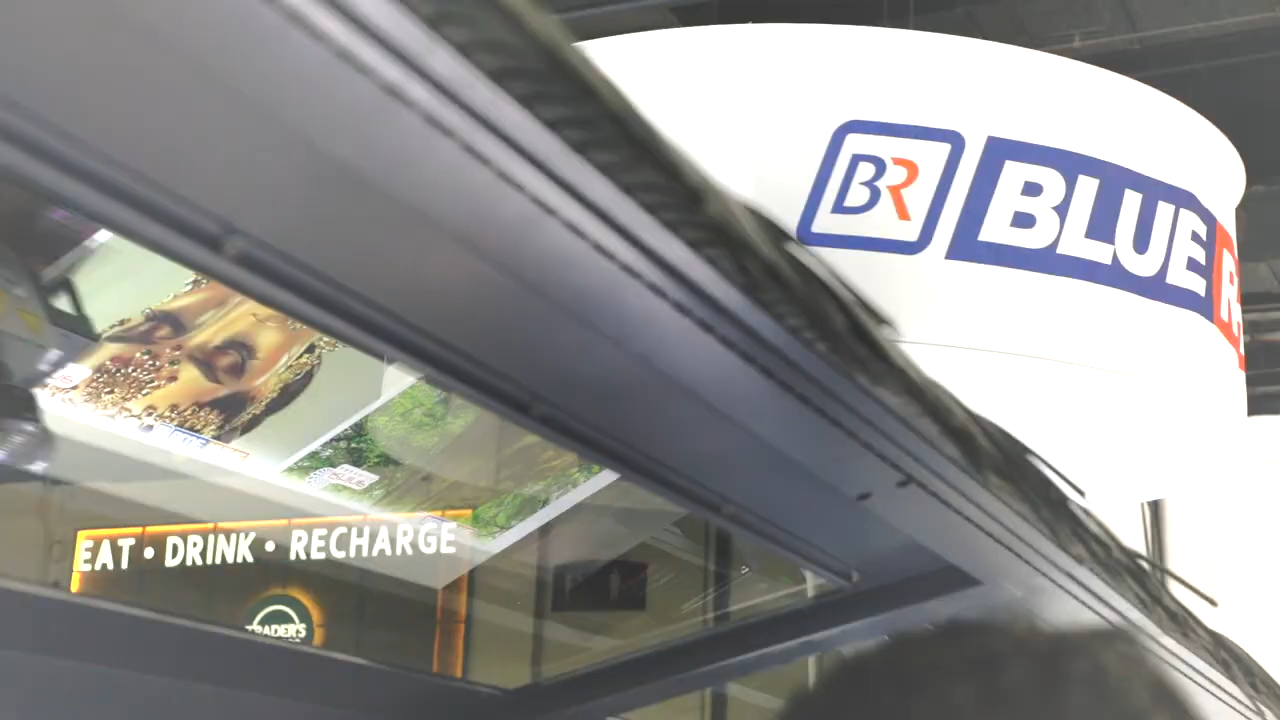 BR
BLUE
EAT • DRINK • RECHARGE
TRADER'S